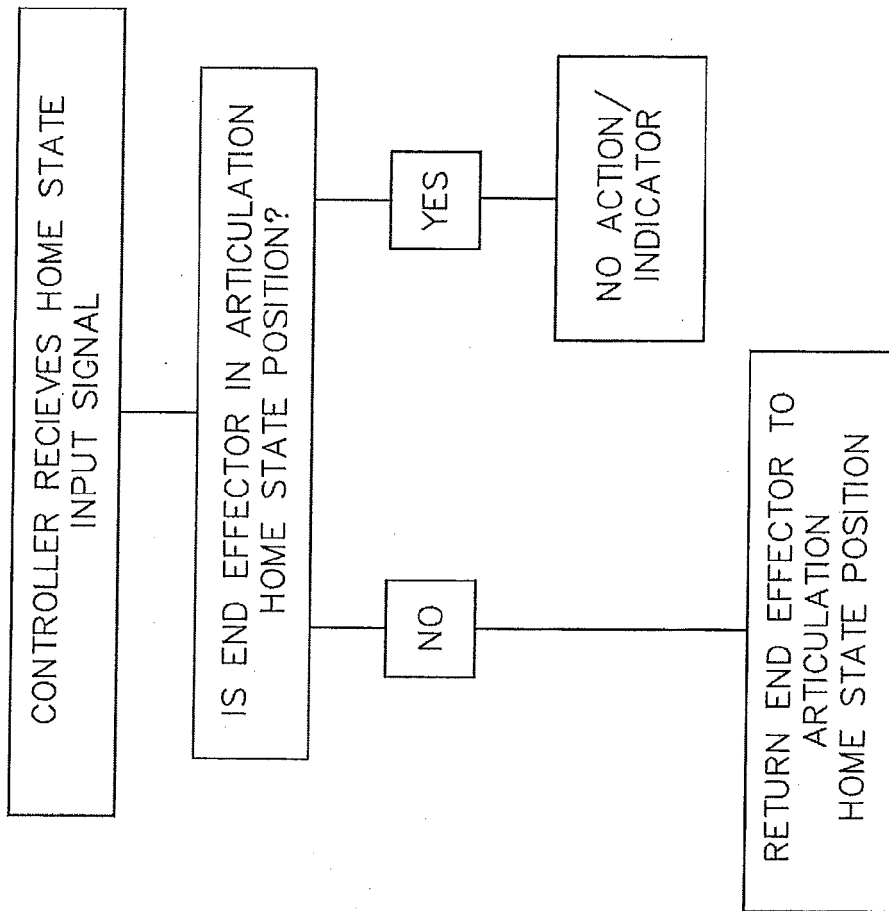 CONTROLLER RECIEVES HOME STATE
INPUT SIGNAL
IS END EFFECTOR IN ARTICULATION
HOME STATE POSITION?
NO
YES
RETURN END EFFECTOR TO
ARTICULATION
HOME STATE POSITION
NO ACTION/
INDICATOR